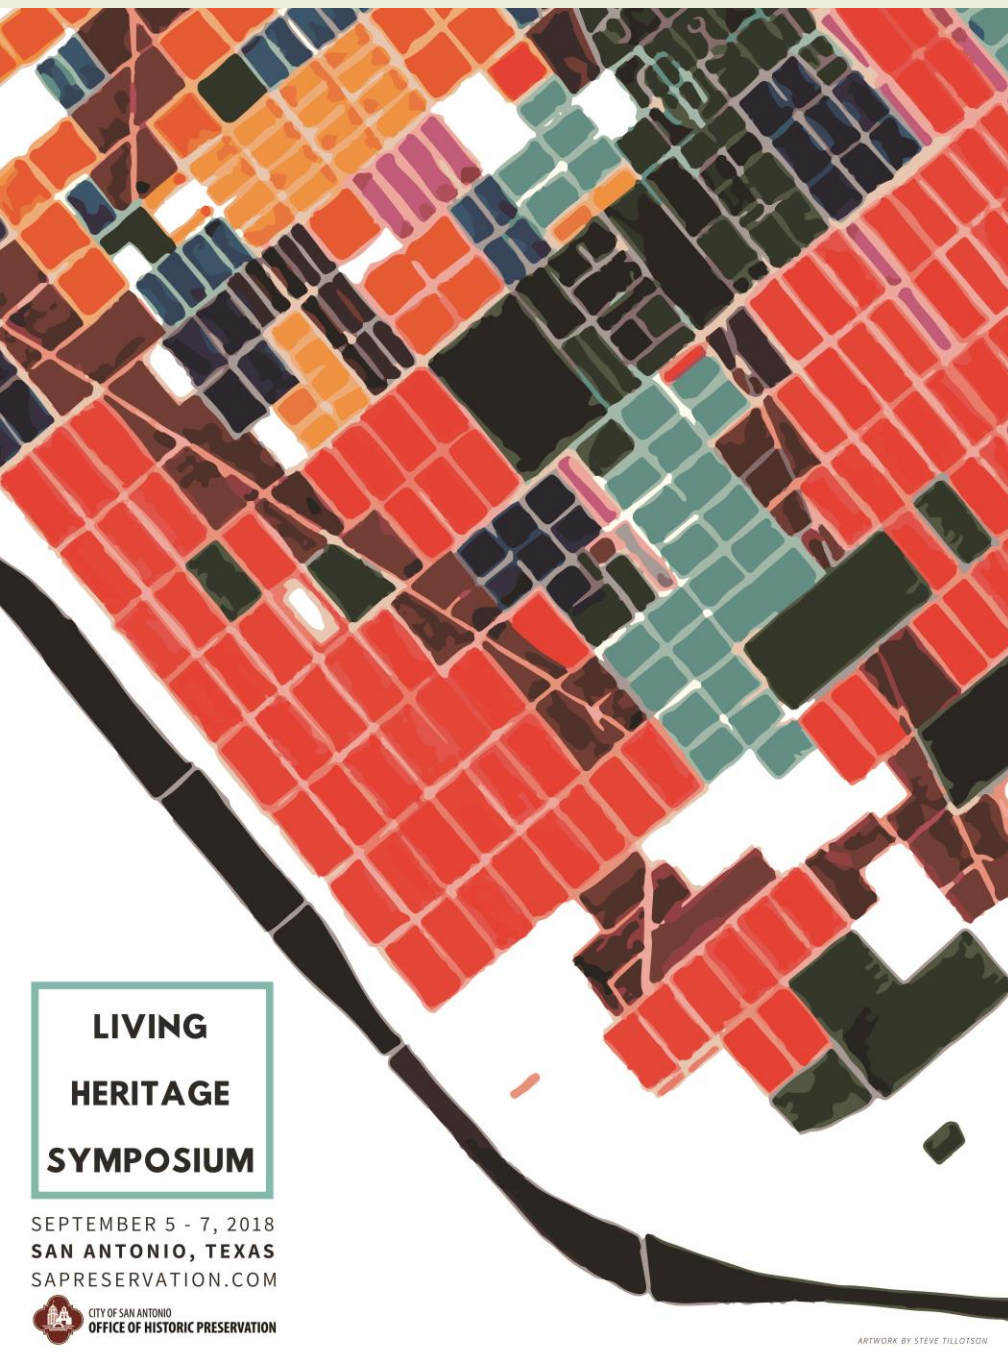 LIVING
HERITAGE
SYMPOSIUM
SEPTEMBER 5 - 7, 2018
SAN ANTONIO, TEXAS
SAPRESERVATION.COM
CITY OF SAN ANTONIO
OFFICE OF HISTORIC PRESERVATION
ARTWORK BY STEVE TILLOTSON